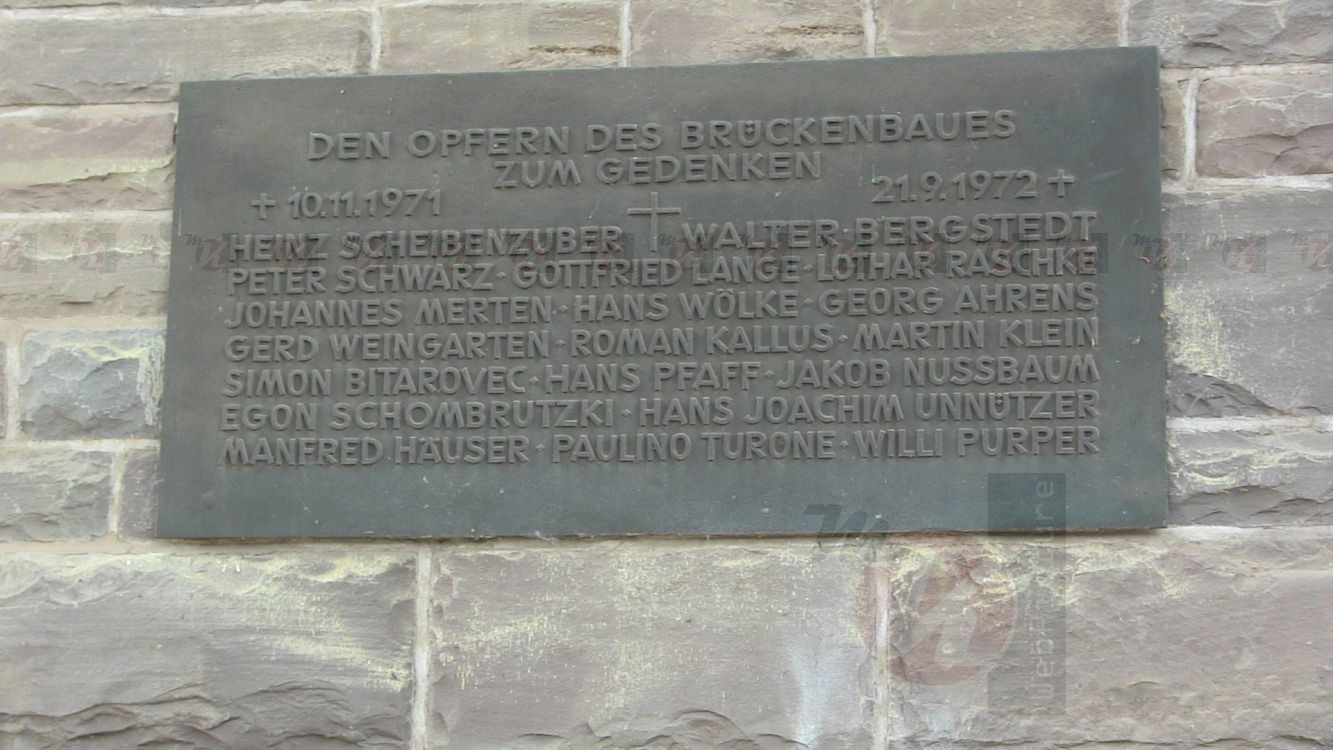 DEN OPFERN DES BRÜCKENBAUES
ZUM GEDENKEN
✝ 10.11.1971 21.9.1972 ✝
HEINZ SCHEIBENZUBER WALTER·BERGSTEDT
PETER SCHWARZ·GOTTFRIED LANGE·LOTHAR RASCHKE
JOHANNES MERTEN·HANS WÖLKE·GEORG AHRENS
GERD WEINGARTEN·ROMAN KALLUS·MARTIN KLEIN
SIMON BITAROVEC·HANS PFAFF·JAKOB NUSSBAUM
EGON SCHOMBRUTZKI·HANS JOACHIM UNNÜTZER
MANFRED HÄUSER·PAULINO TURONE·WILLI PURPER